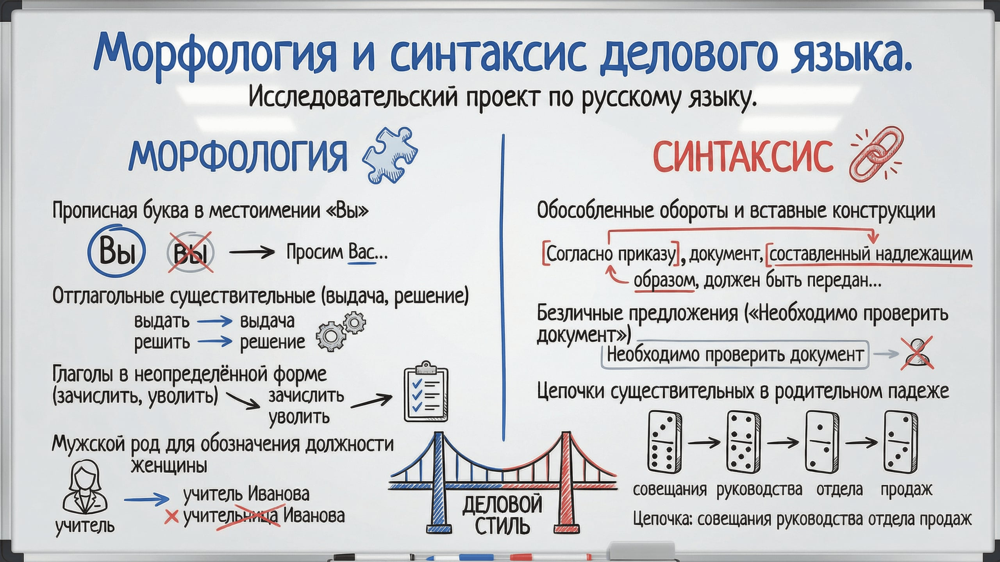 Морфология и синтаксис делового языка.
Исследовательский проект по русскому языку.
МОРФОЛОГИЯ
Прописная буква в местоимении «Вы»
Вы
вы
Просим Вас...
Отглагольные существительные (выдача, решение)
выдать
выдача
решить
решение
Глаголы в неопределённой форме
(зачислить, уволить)
зачислить
уволить
Мужской род для обозначения должности
женщины
учитель
учитель Иванова
учительница Иванова
СИНТАКСИС
Обособленные обороты и вставные конструкции
[Согласно приказу], документ, [составленный надлежащим
образом, должен быть передан...
Безличные предложения («Необходимо проверить
документ»)
Необходимо проверить документ
Цепочки существительных в родительном падеже
совещания руководства отдела продаж
Цепочка: совещания руководства отдела продаж
ДЕЛОВОЙ
СТИЛЬ